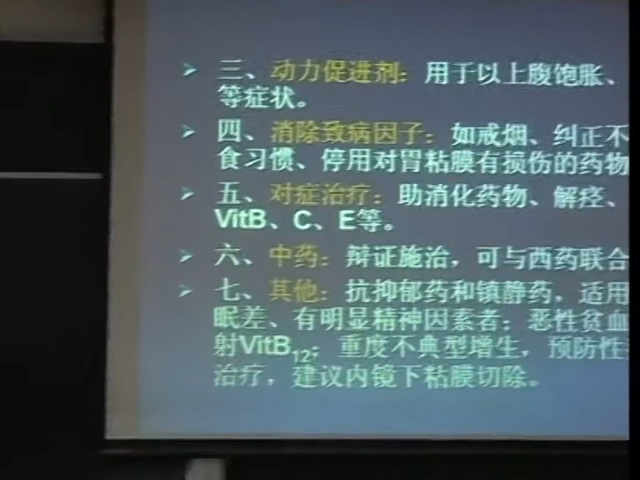 三、动力促进剂：用于以上腹饱胀、
等症状。
四、消除致病因子：如戒烟、纠正不
食习惯、停用对胃粘膜有损伤的药物
五、对症治疗：助消化药物、解痉、
VitB、C、E等。
六、中药：辩证施治，可与西药联合
七、其他：抗抑郁药和镇静药，适用
眠差、有明显精神因素者；恶性贫血
射VitB12；重度不典型增生，预防性
治疗，建议内镜下粘膜切除。